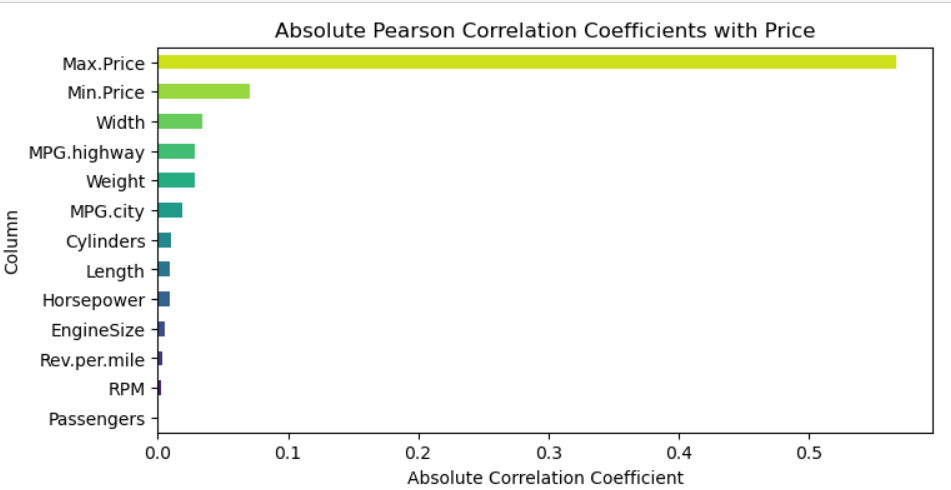 Absolute Pearson Correlation Coefficients with Price
Column
Max.Price
Min.Price
Width
MPG.highway
Weight
MPG.city
Cylinders
Length
Horsepower
EngineSize
Rev.per.mile
RPM
Passengers
0.0 0.1 0.2 0.3 0.4 0.5
Absolute Correlation Coefficient